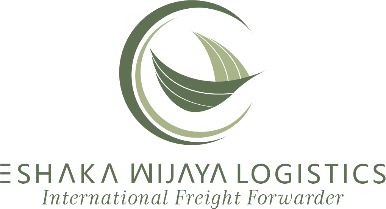 ESHAKA WIJAYA LOGISTICS
International Freight Forwarder